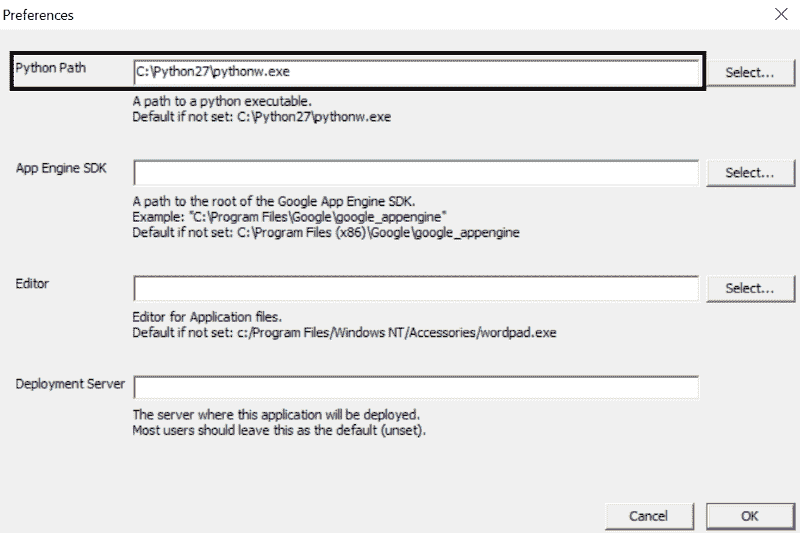 Preferences
Python Path
C:\Python27\pythonw.exe
Select...
A path to a python executable.
Default if not set: C:\Python27\pythonw.exe
App Engine SDK
Select...
A path to the root of the Google App Engine SDK.
Example: "C:\Program Files\Google\google_appengine"
Default if not set: C:\Program Files (x86)\Google\google_appengine
Editor
Select...
Editor for Application files.
Default if not set: c:/Program Files/Windows NT/Accessories/wordpad.exe
Deployment Server
The server where this application will be deployed.
Most users should leave this as the default (unset).
Cancel
OK